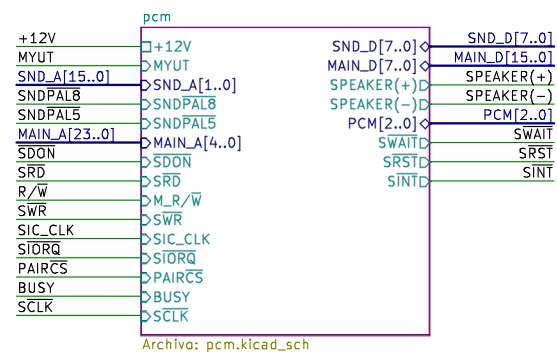 pcm
+12V
MYUT
SND_A[15..0]
SNDPAL8
SNDPAL5
MAIN_A[23..0]
SDON
SRD
R/W
SWR
SIC_CLK
SIORQ
PAIRCS
BUSY
SCLK
+12V
MYUT
SND_A[1..0]
SNDPAL8
SNDPAL5
MAIN_A[4..0]
SDON
SRD
M_R/W
SWR
SIC_CLK
SIORQ
PAIRCS
BUSY
SCLK
SND_D[7..0]
MAIN_D[7..0]
SPEAKER(+)
SPEAKER(-)
PCM[2..0]
SWAIT
SRST
SINT
SND_D[7..0]
MAIN_D[15..0]
SPEAKER(+)
SPEAKER(-)
PCM[2..0]
SWAIT
SRST
SINT
Archivo: pcm.kicad_sch